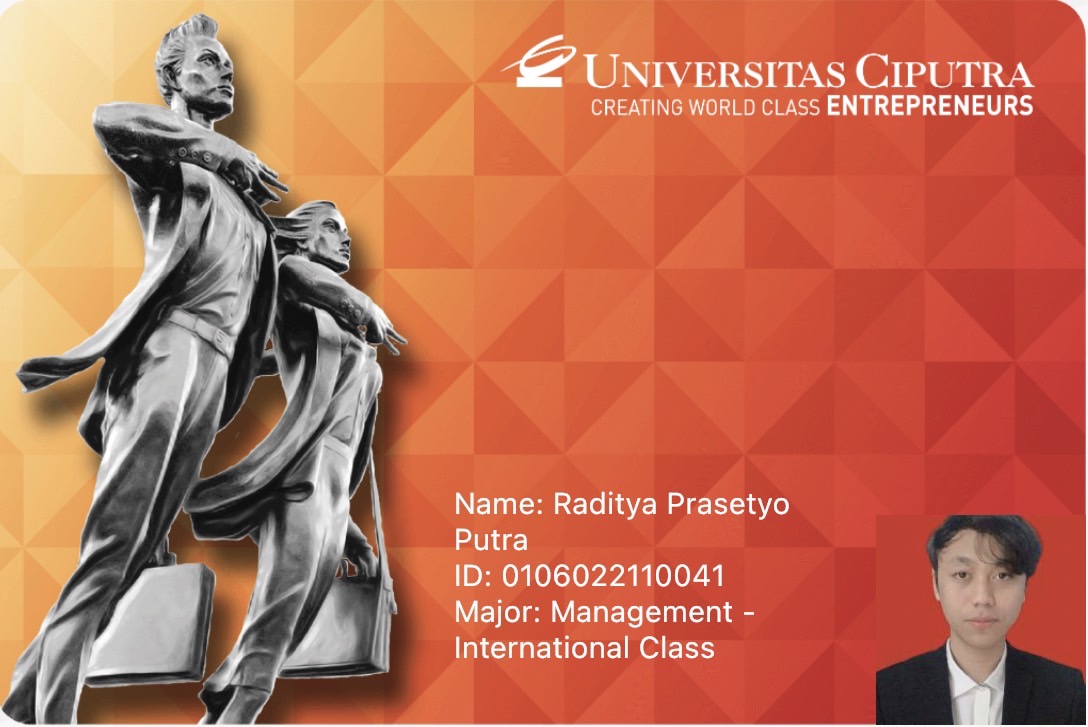 UNIVERSITAS CIPUTRA
CREATING WORLD CLASS ENTREPRENEURS
Name: Raditya Prasetyo
Putra
ID: 0106022110041
Major: Management -
International Class